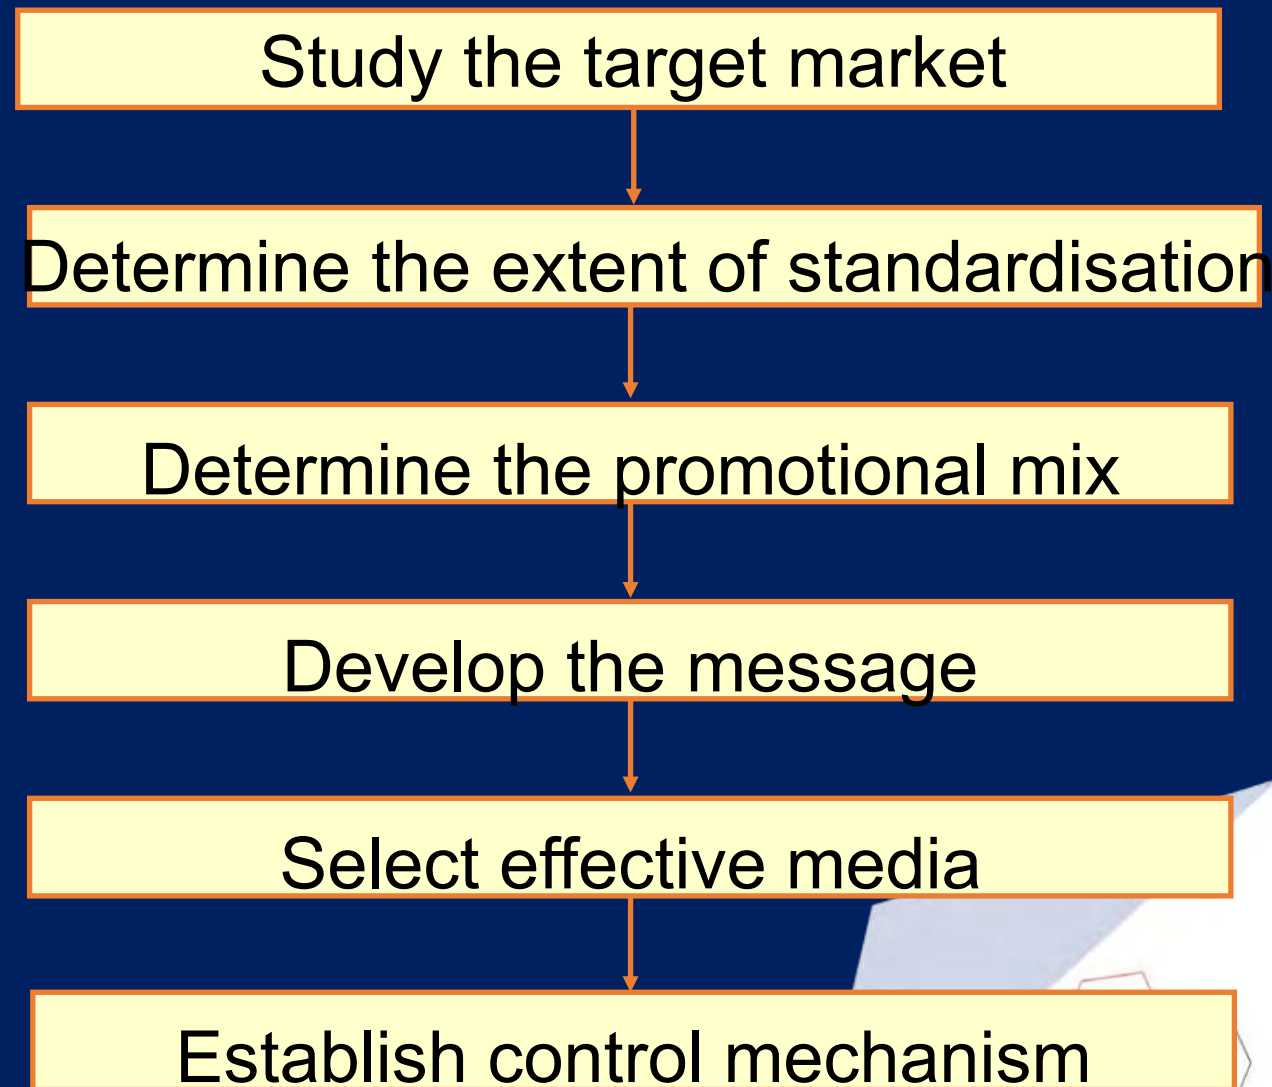 Study the target market
Determine the extent of standardisation
Determine the promotional mix
Develop the message
Select effective media
Establish control mechanism